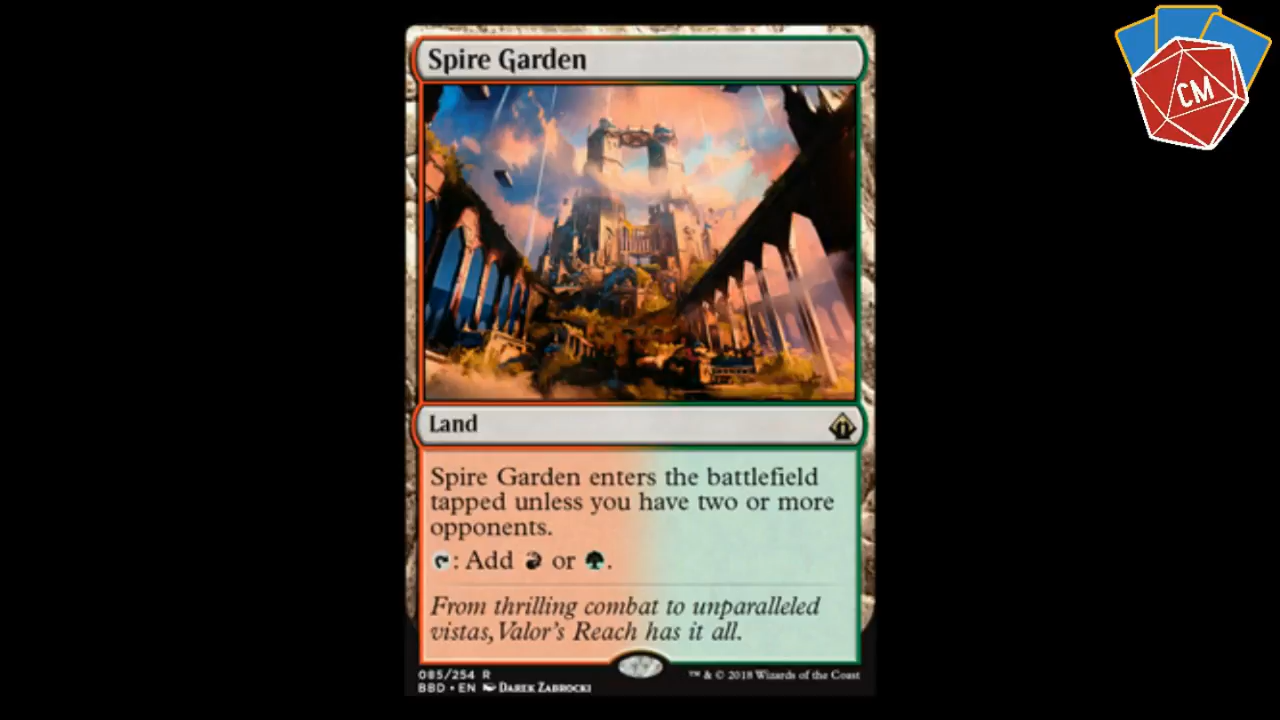 CM
Spire Garden
Land
Spire Garden enters the battlefield
tapped unless you have two or more
opponents.
: Add or .
From thrilling combat to unparalleled
vistas, Valor's Reach has it all.
085/254 R
BBD • EN Darek Zabrocki
™ & © 2018 Wizards of the Coast